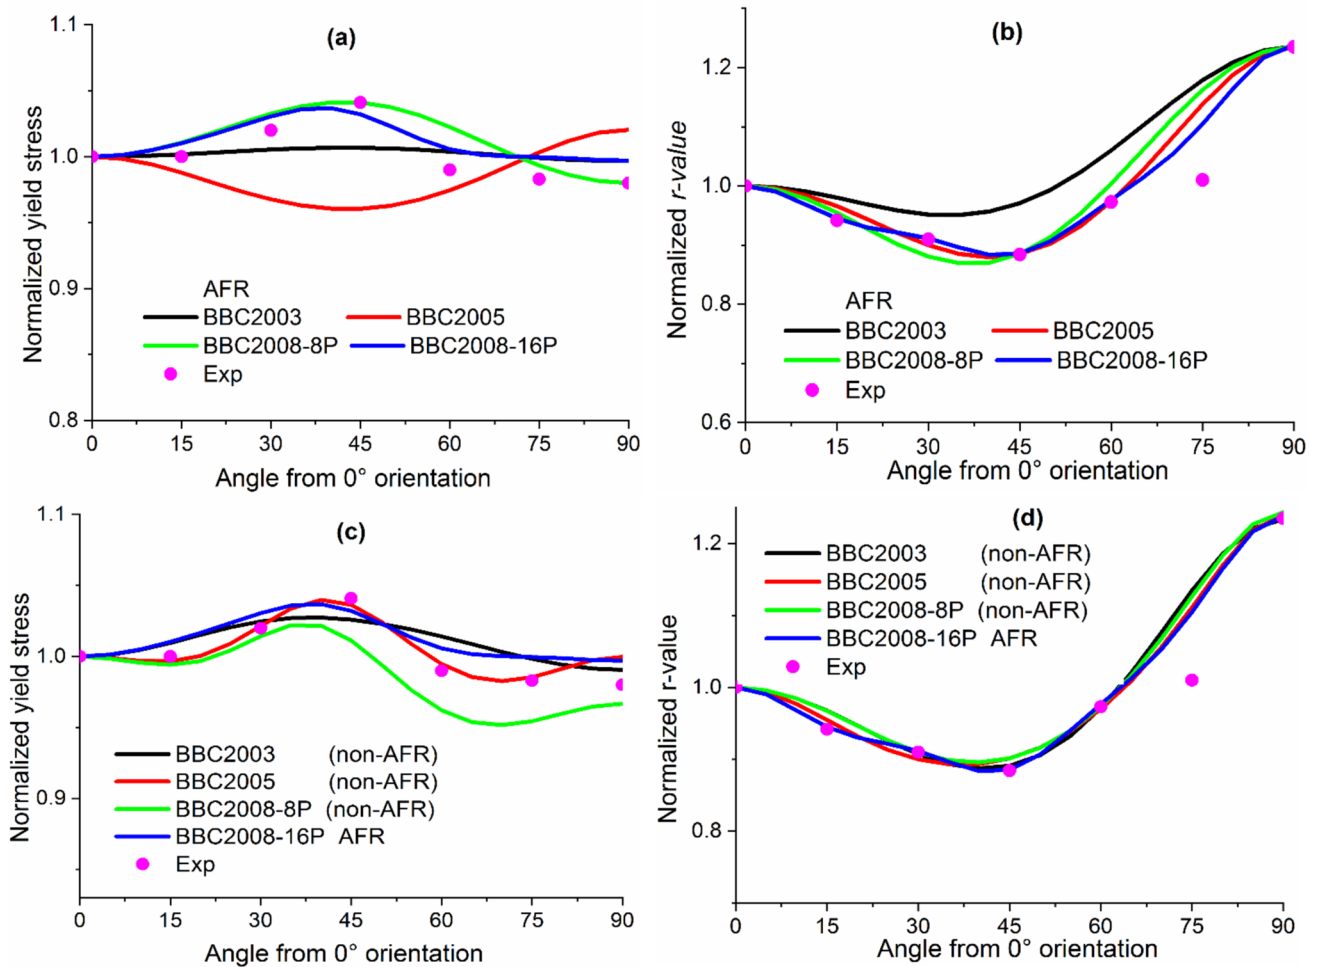 (a)
1.1
1.0
0.9
0.8
Normalized yield stress
AFR
BBC2003 BBC2005
BBC2008-8P BBC2008-16P
Exp
0 15 30 45 60 75 90
Angle from 0° orientation
(b)
1.2
1.0
0.8
0.6
Normalized r-value
AFR
BBC2003 BBC2005
BBC2008-8P BBC2008-16P
Exp
0 15 30 45 60 75 90
Angle from 0° orientation
(c)
1.1
1.0
0.9
Normalized yield stress
BBC2003 (non-AFR)
BBC2005 (non-AFR)
BBC2008-8P (non-AFR)
BBC2008-16P AFR
Exp
0 15 30 45 60 75 90
Angle from 0° orientation
(d)
1.2
1.0
0.8
Normalized r-value
BBC2003 (non-AFR)
BBC2005 (non-AFR)
BBC2008-8P (non-AFR)
BBC2008-16P AFR
Exp
0 15 30 45 60 75 90
Angle from 0° orientation